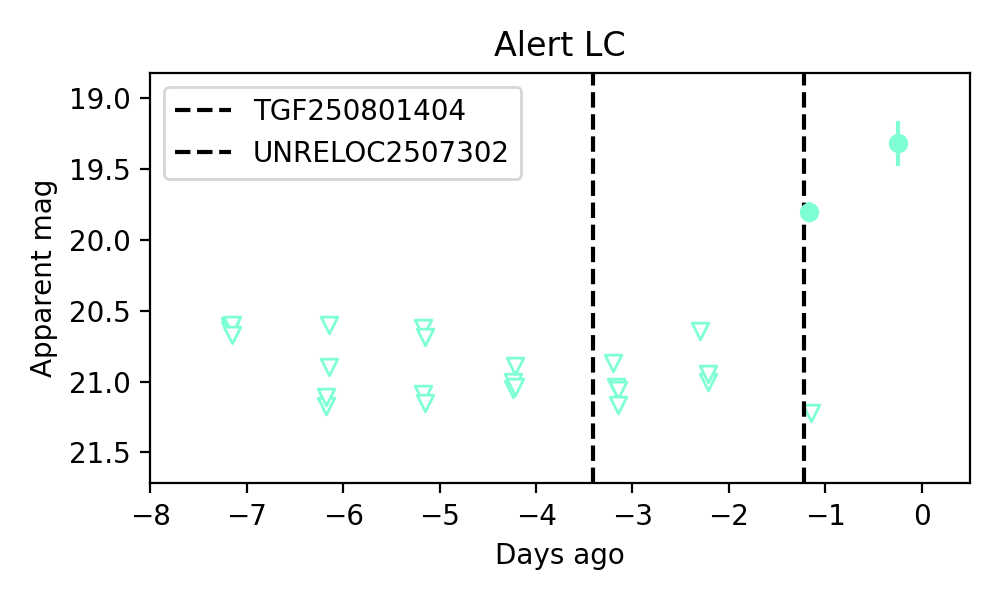 Alert LC
TGF250801404
UNRELOC2507302
Apparent mag
19.0
19.5
20.0
20.5
21.0
21.5
−8 −7 −6 −5 −4 −3 −2 −1 0
Days ago